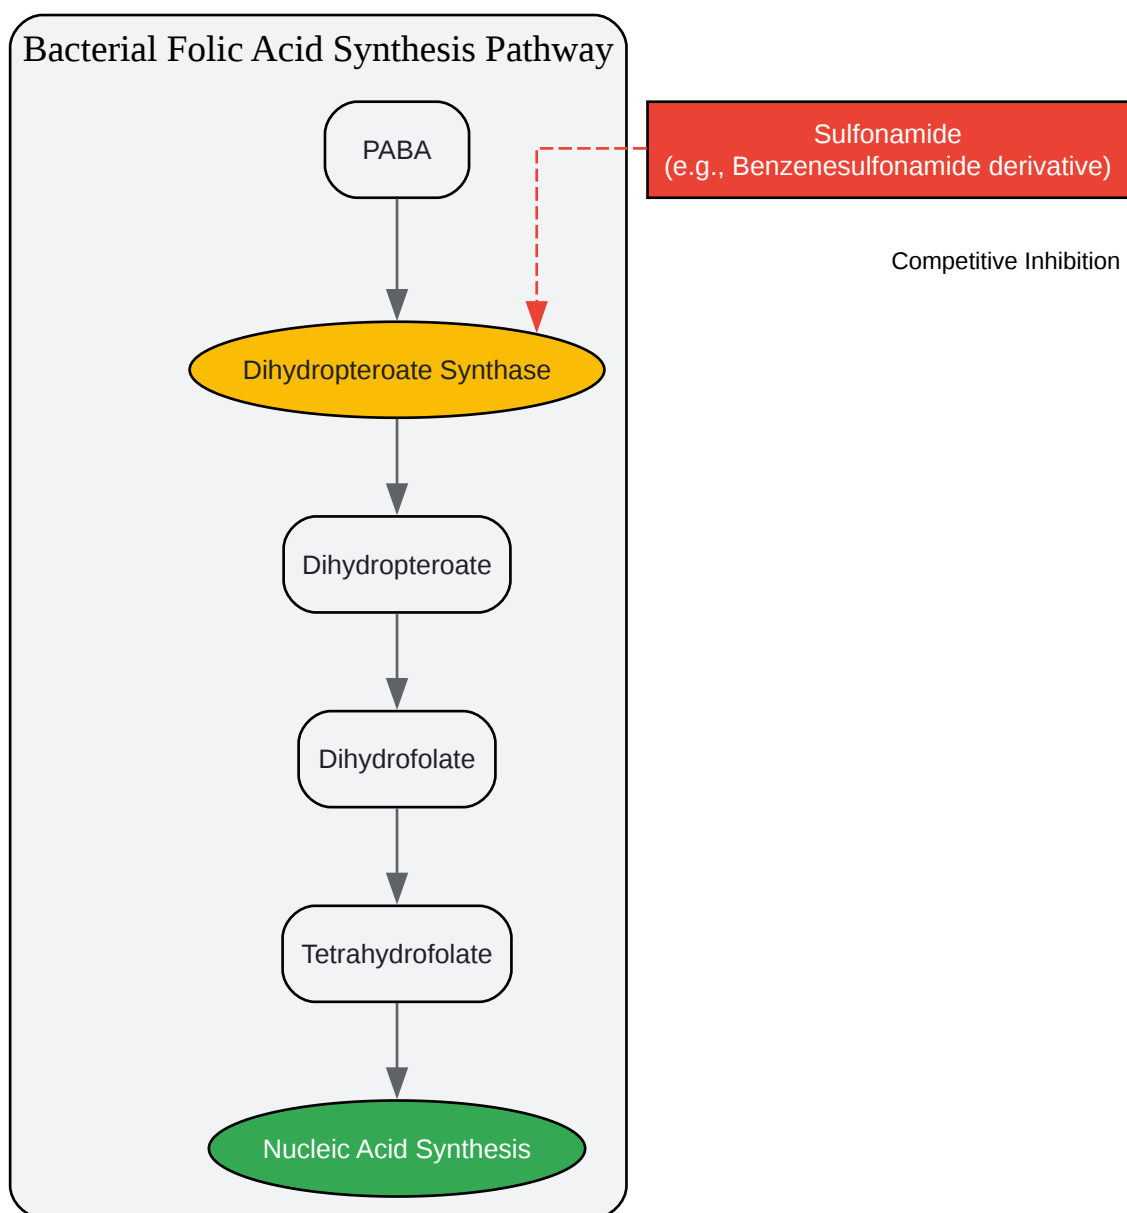 Bacterial Folic Acid Synthesis Pathway
PABA
Sulfonamide
(e.g., Benzenesulfonamide derivative)
Competitive Inhibition
Dihydropteroate Synthase
Dihydropteroate
Dihydrofolate
Tetrahydrofolate
Nucleic Acid Synthesis